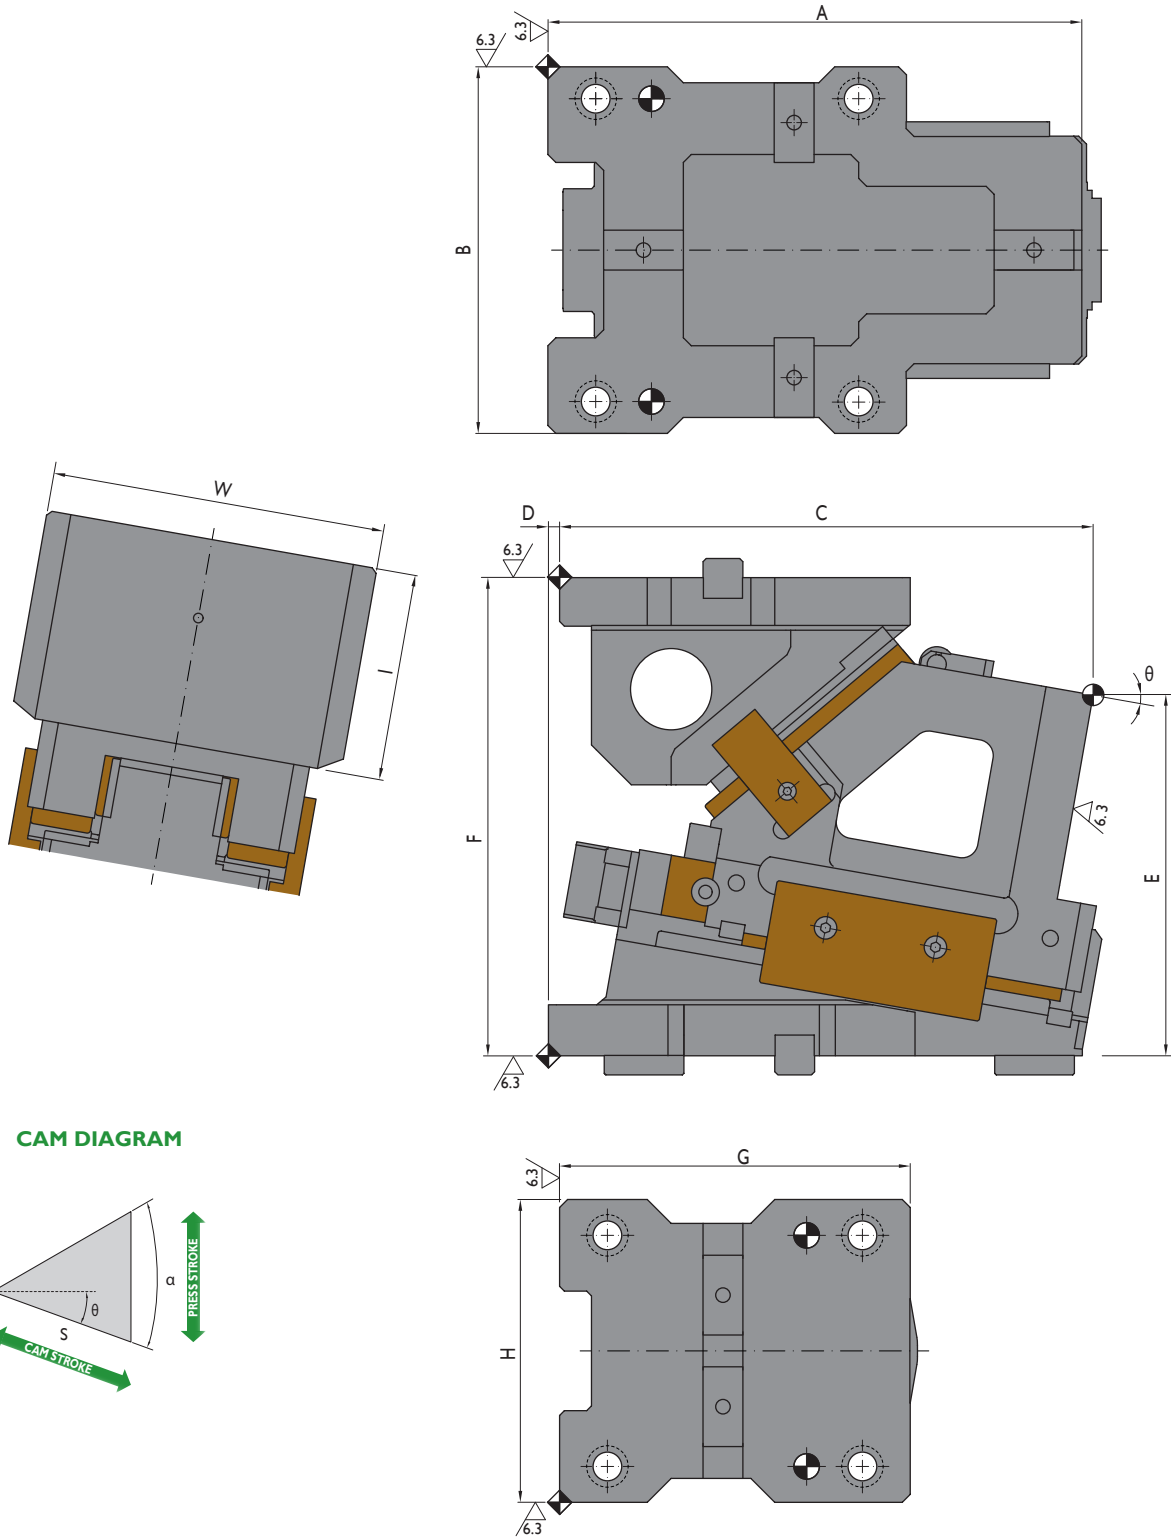 A
6.3
6.3
B
W
I
D
C
6.3
θ
6.3
F
E
6.3
CAM DIAGRAM
α
θ
S
PRESS STROKE
CAM STROKE
G
6.3
H
6.3